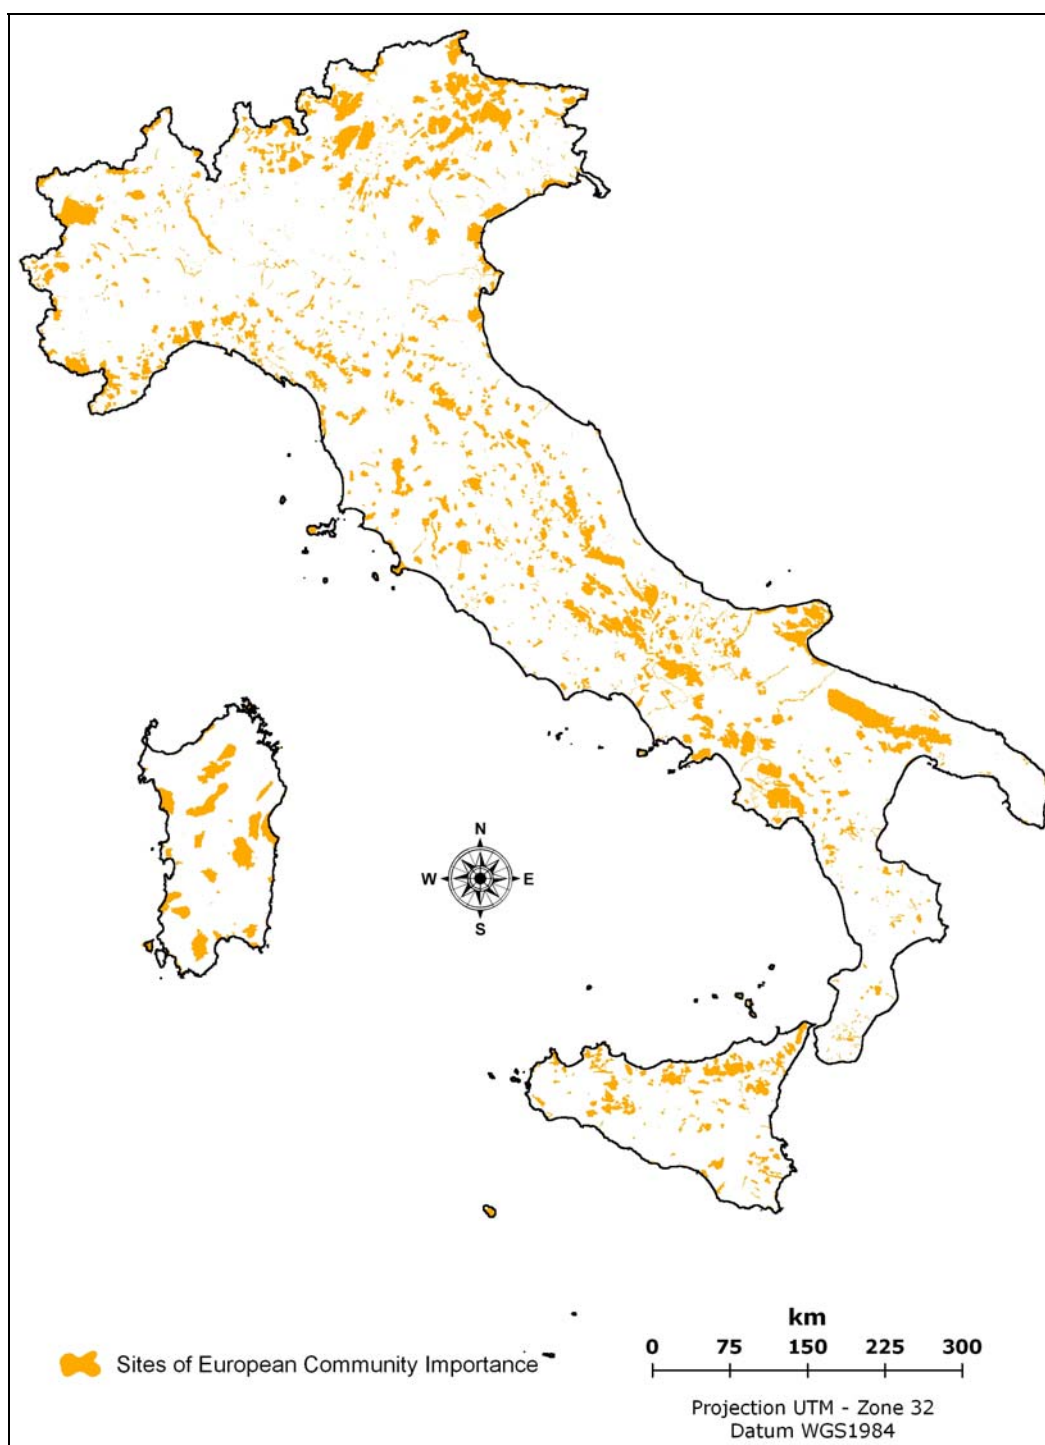 N
W E
S
km
0 75 150 225 300
Sites of European Community Importance
Projection UTM - Zone 32
Datum WGS1984